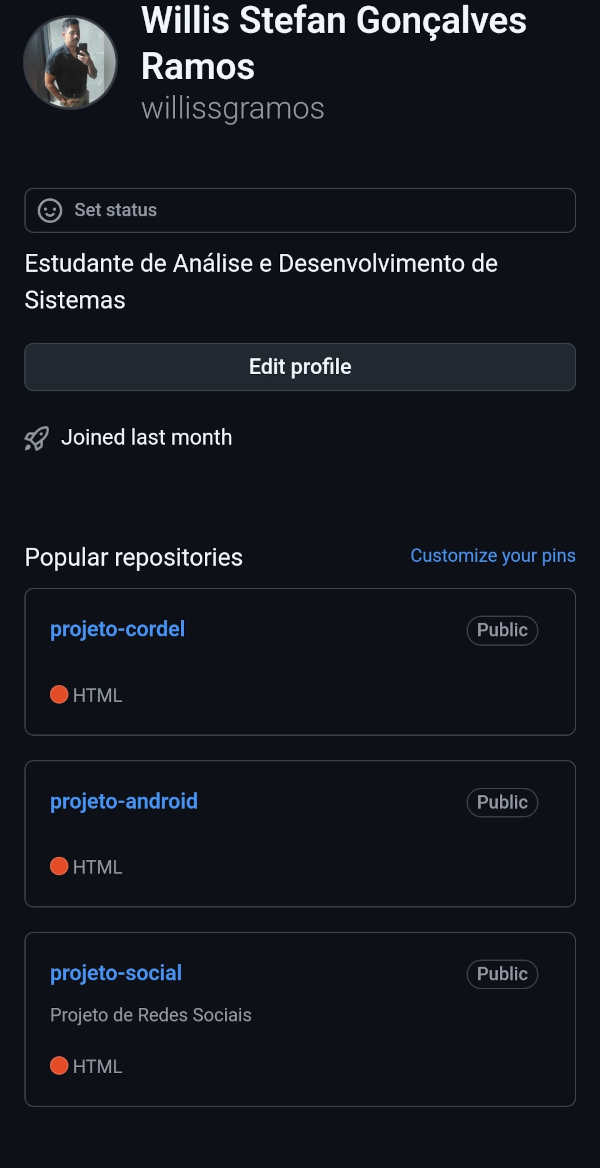 Willis Stefan Gonçalves
Ramos
willissgramos
Set status
Estudante de Análise e Desenvolvimento de
Sistemas
Edit profile
Joined last month
Popular repositories
Customize your pins
projeto-cordel
Public
HTML
projeto-android
Public
HTML
projeto-social
Public
Projeto de Redes Sociais
HTML